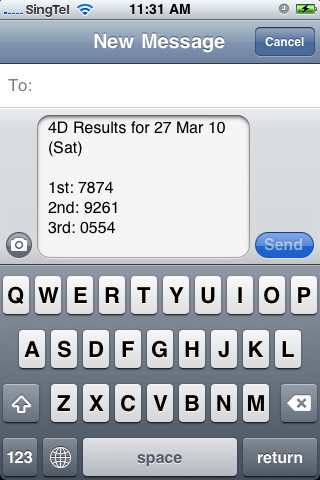 SingTel 11:31 AM
New Message Cancel
To:
4D Results for 27 Mar 10
(Sat)
1st: 7874
2nd: 9261
3rd: 0554
Send
Q W E R T Y U I O P
A S D F G H J K L
Z X C V B N M
123 space return